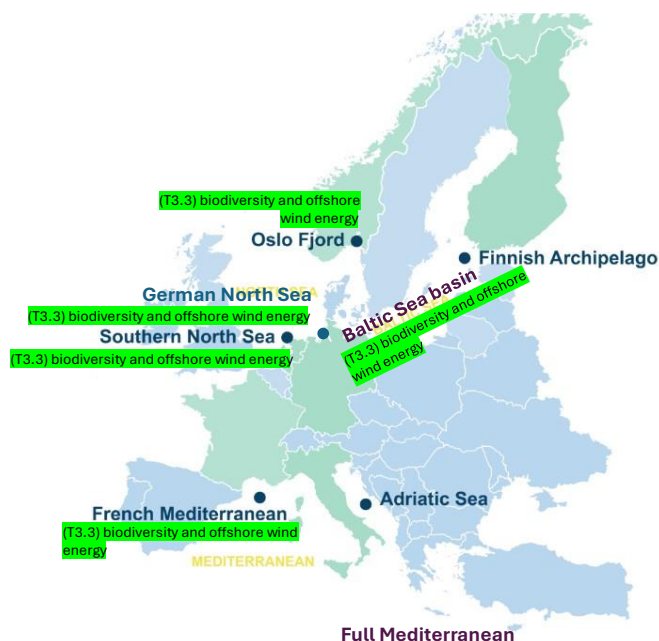 (T3.3) biodiversity and offshore
wind energy
Oslo Fjord
Finnish Archipelago
German North Sea
(T3.3) biodiversity and offshore wind energy
Baltic Sea basin
(T3.3) biodiversity and offshore
wind energy
Southern North Sea
(T3.3) biodiversity and offshore wind energy
Adriatic Sea
French Mediterranean
(T3.3) biodiversity and offshore wind
energy
MEDITERRANEAN
Full Mediterranean